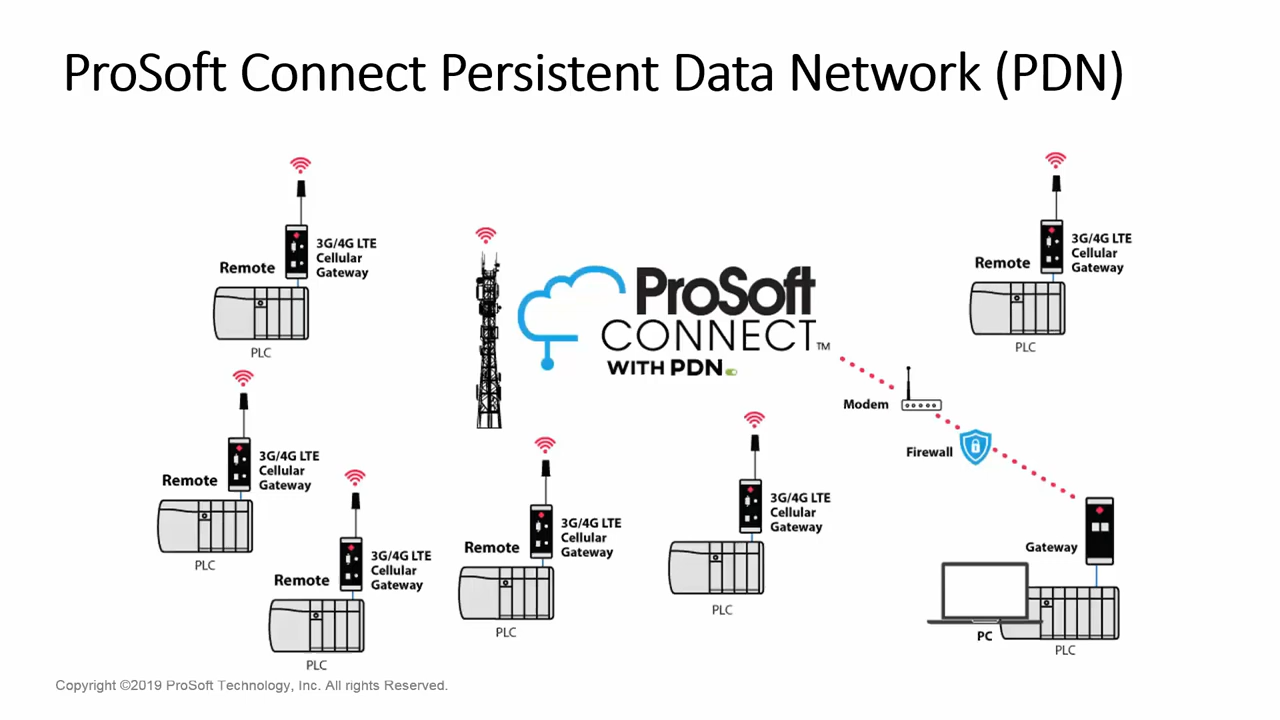 ProSoft Connect Persistent Data Network (PDN)
3G/4G LTE
Cellular
Gateway
Remote
PLC
ProSoft
CONNECT™
WITH PDN
3G/4G LTE
Cellular
Gateway
Remote
PLC
Modem
Firewall
3G/4G LTE
Cellular
Gateway
Remote
PLC
3G/4G LTE
Cellular
Gateway
Remote
PLC
3G/4G LTE
Cellular
Gateway
Remote
PLC
3G/4G LTE
Cellular
Gateway
PLC
Gateway
PC
PLC
Copyright ©2019 ProSoft Technology, Inc. All rights Reserved.